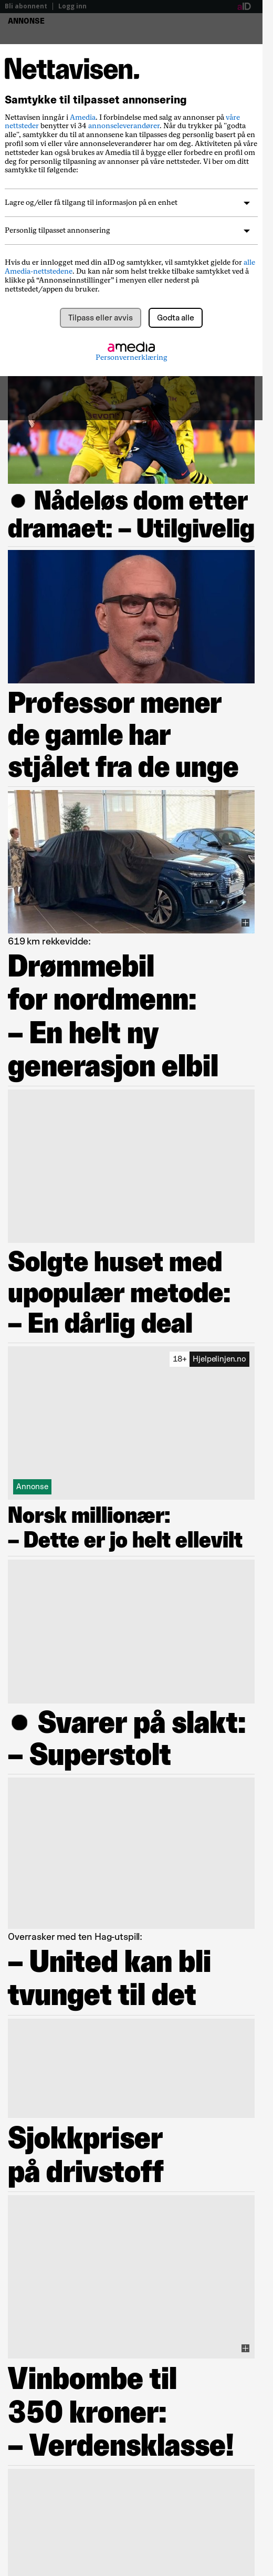 Bli abonnent | Logg inn
aID
ANNONSE
Nettavisen.
Samtykke til tilpasset annonsering
Nettavisen inngår i Amedia. I forbindelse med salg av annonser på våre
nettsteder benytter vi 34 annonseleverandører. Når du trykker på "godta
alle", samtykker du til at annonsene kan tilpasses deg personlig basert på en
profil som vi eller våre annonseleverandører har om deg. Aktiviteten på våre
nettsteder kan også brukes av Amedia til å bygge eller forbedre en profil om
deg for personlig tilpasning av annonser på våre nettsteder. Vi ber om ditt
samtykke til følgende:
Lagre og/eller få tilgang til informasjon på en enhet
Personlig tilpasset annonsering
Hvis du er innlogget med din aID og samtykker, vil samtykket gjelde for alle
Amedia-nettstedene. Du kan når som helst trekke tilbake samtykket ved å
klikke på “Annonseinnstillinger” i menyen eller nederst på
nettstedet/appen du bruker.
Tilpass eller avvis
Godta alle
amedia
Personvernerklæring
Nådeløs dom etter
dramaet: – Utilgivelig
Professor mener
de gamle har
stjålet fra de unge
619 km rekkevidde:
Drømmebil
for nordmenn:
– En helt ny
generasjon elbil
Solgte huset med
upopulær metode:
– En dårlig deal
18+ Hjelpelinjen.no
Annonse
Norsk millionær:
– Dette er jo helt ellevilt
Svarer på slakt:
– Superstolt
Overrasker med ten Hag-utspill:
– United kan bli
tvunget til det
Sjokkpriser
på drivstoff
Vinbombe til
350 kroner:
– Verdensklasse!